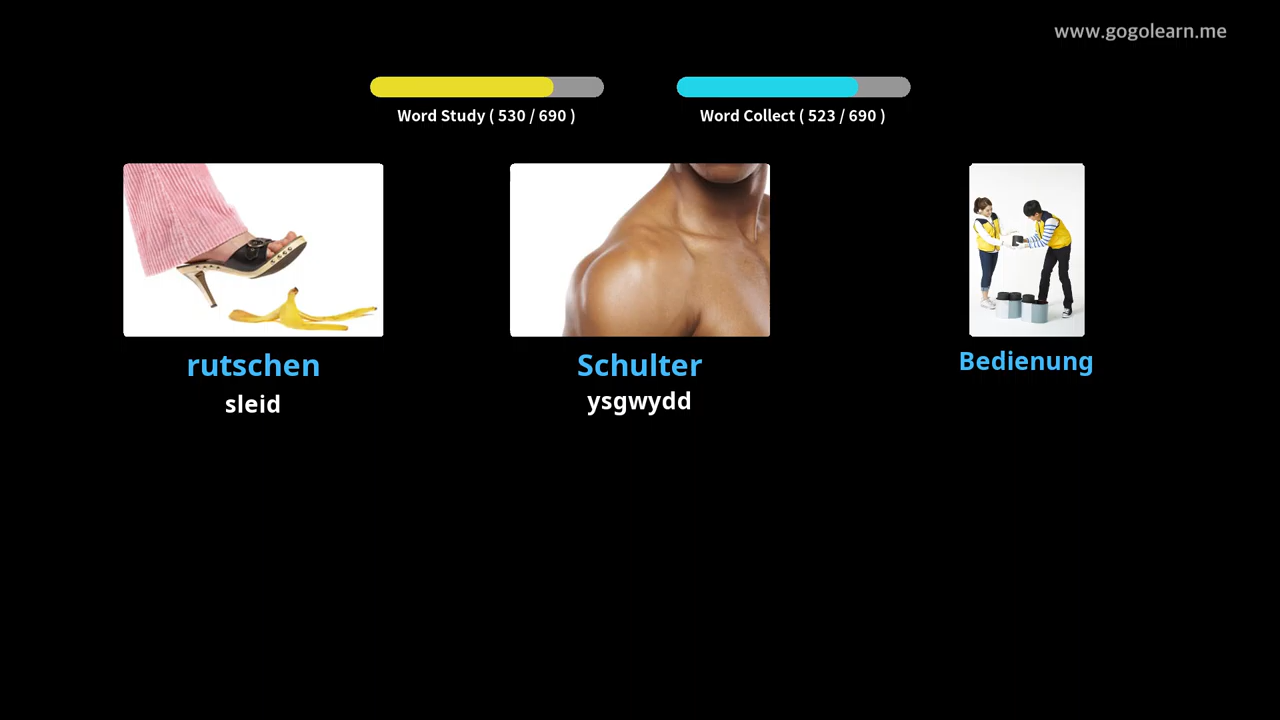 www.gogolearn.me
Word Study ( 530 / 690 )
Word Collect ( 523 / 690 )
rutschen
sleid
Schulter
ysgwydd
Bedienung